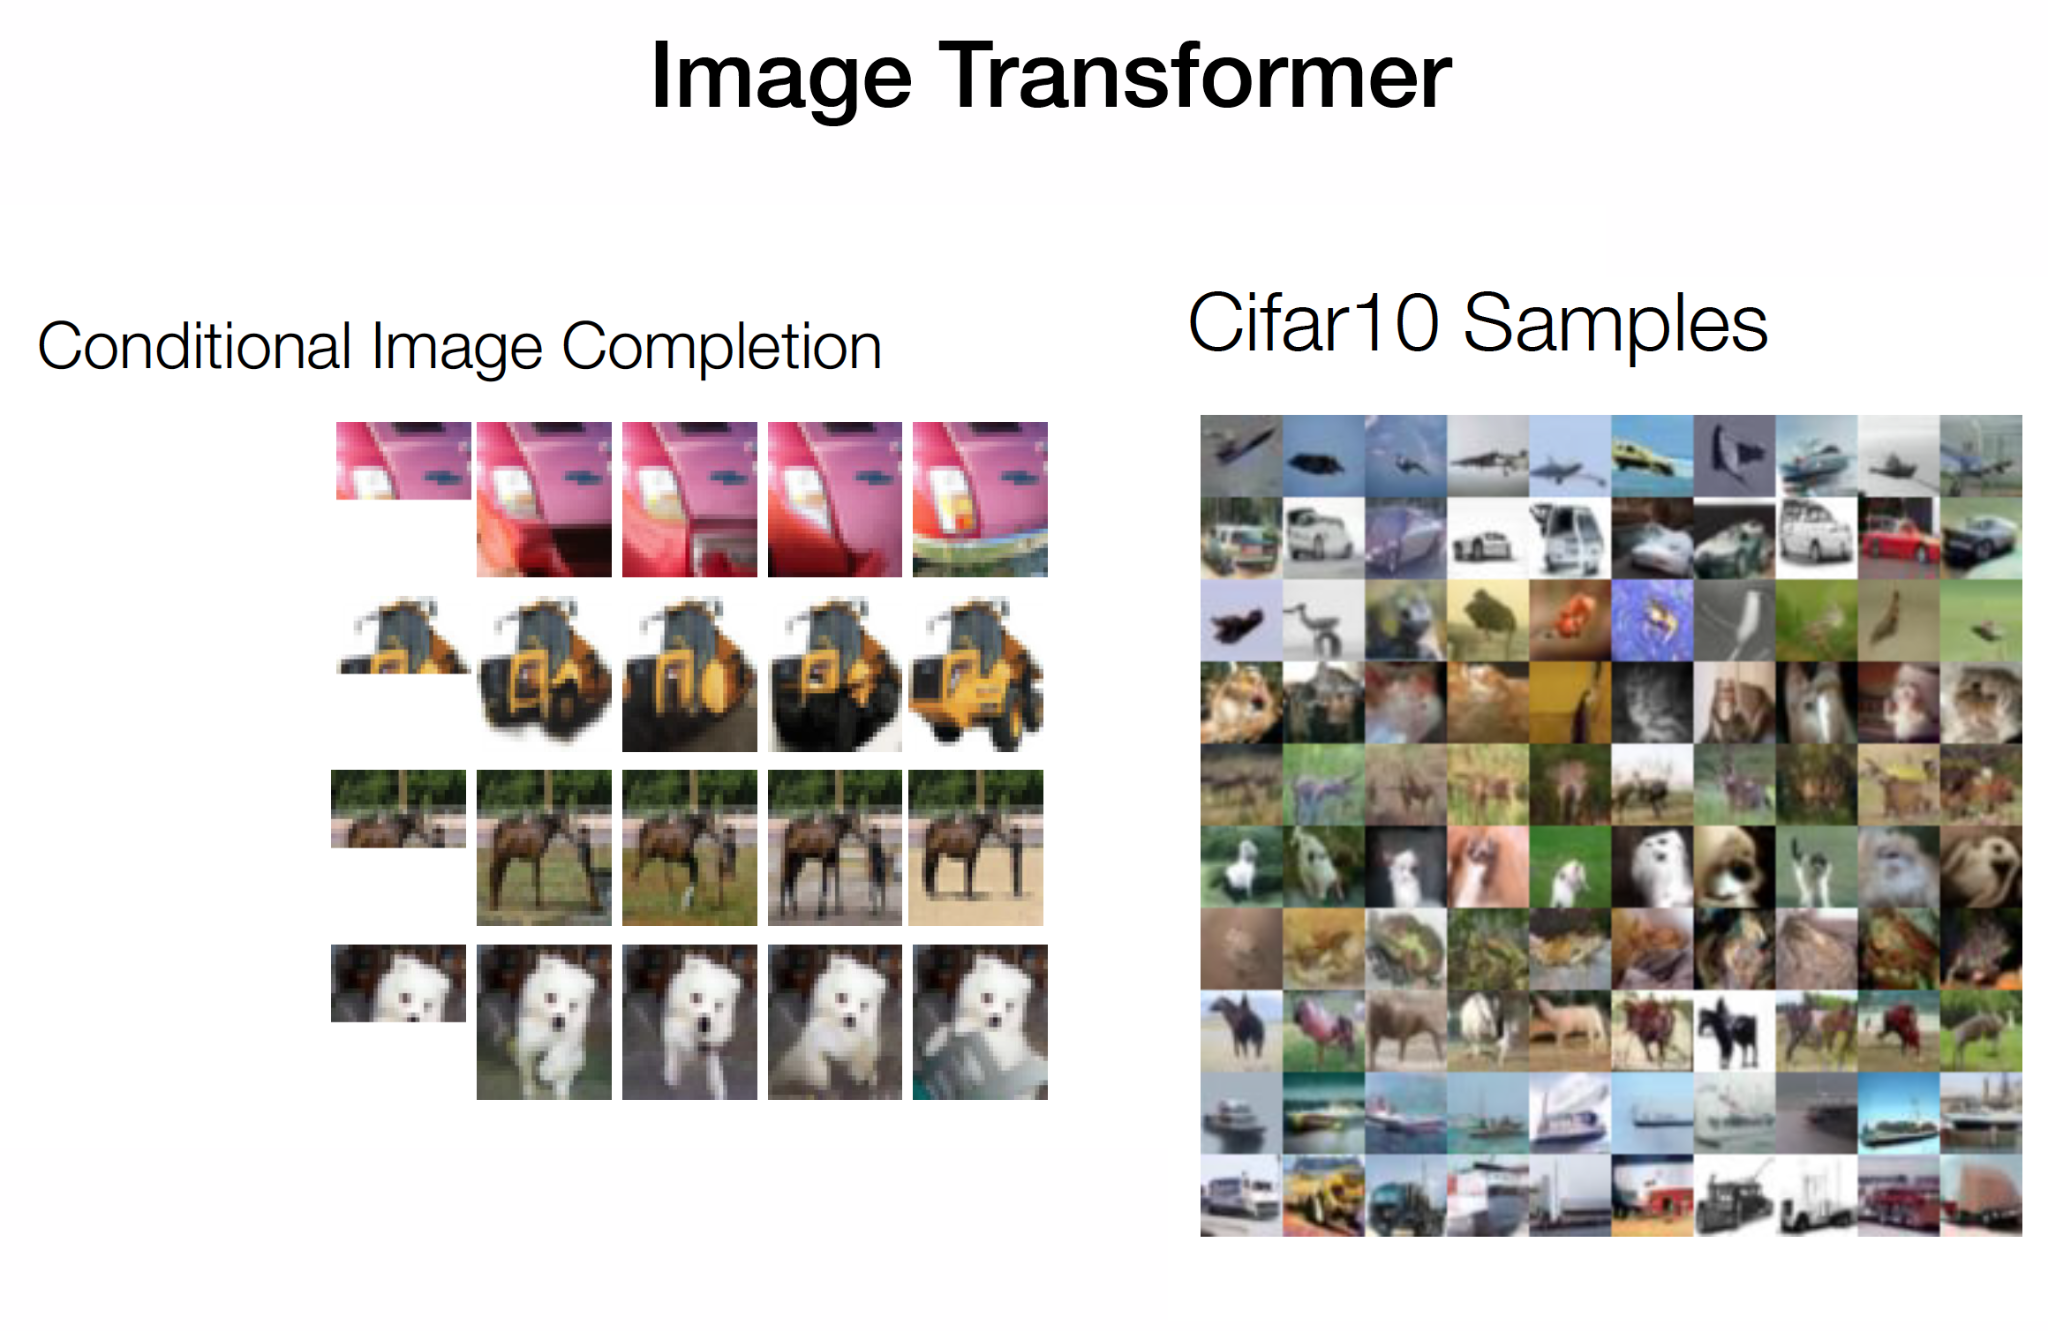 Image Transformer
Conditional Image Completion
Cifar10 Samples